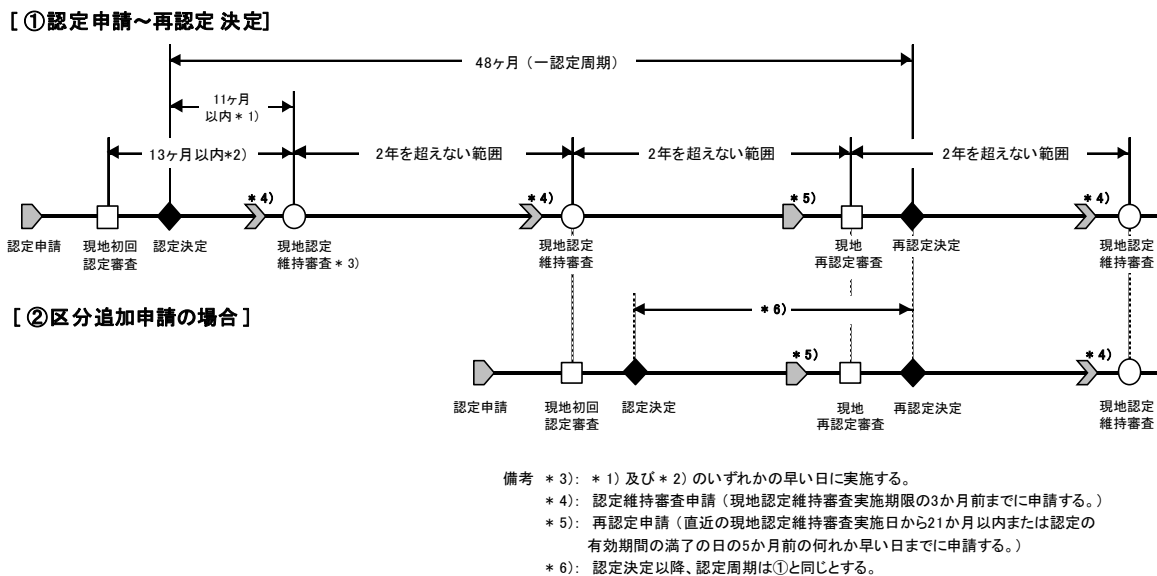 [ ①認定申請～再認定 決定]
48ヶ月 (一認定周期)
11ヶ月
以内＊1)
13ヶ月以内*2)
2年を超えない範囲
2年を超えない範囲
2年を超えない範囲
＊4)
＊4)
＊5)
＊4)
認定申請
現地初回
認定審査
認定決定
現地認定
維持審査＊3)
現地認定
維持審査
現地
再認定審査
再認定決定
現地認定
維持審査
[ ②区分追加申請の場合 ]
＊6)
＊5)
＊4)
認定申請
現地初回
認定審査
認定決定
現地
再認定審査
再認定決定
現地認定
維持審査
備考 ＊3)： ＊1) 及び＊2) のいずれかの早い日に実施する。
＊4)： 認定維持審査申請 (現地認定維持審査実施期限の3か月前までに申請する。)
＊5)： 再認定申請 (直近の現地認定維持審査実施日から21か月以内または認定の
有効期間の満了の日の5か月前の何れか早い日までに申請する。)
＊6)： 認定決定以降、認定周期は①と同じとする。